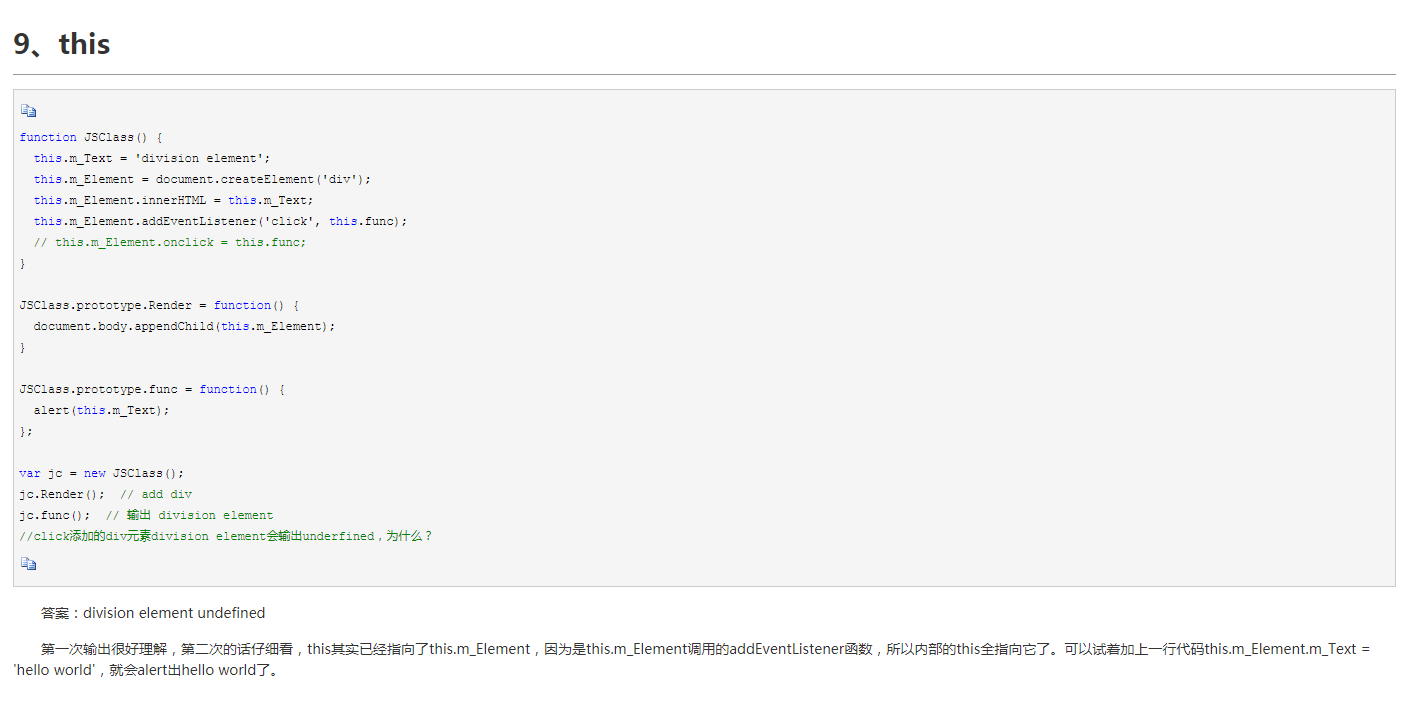 9、this
function JSClass() {
this.m_Text = 'division element';
this.m_Element = document.createElement('div');
this.m_Element.innerHTML = this.m_Text;
this.m_Element.addEventListener('click', this.func);
// this.m_Element.onclick = this.func;
}
JSClass.prototype.Render = function() {
document.body.appendChild(this.m_Element);
}
JSClass.prototype.func = function() {
alert(this.m_Text);
};
var jc = new JSClass();
jc.Render();  // add div
jc.func();  // 输出 division element
//click添加的div元素division element会输出underfined，为什么？
答案：division element undefined
第一次输出很好理解，第二次的话仔细看，this其实已经指向了this.m_Element，因为是this.m_Element调用的addEventListener函数，所以内部的this全指向它了。可以试着加上一行代码this.m_Element.m_Text =
'hello world'，就会alert出hello world了。